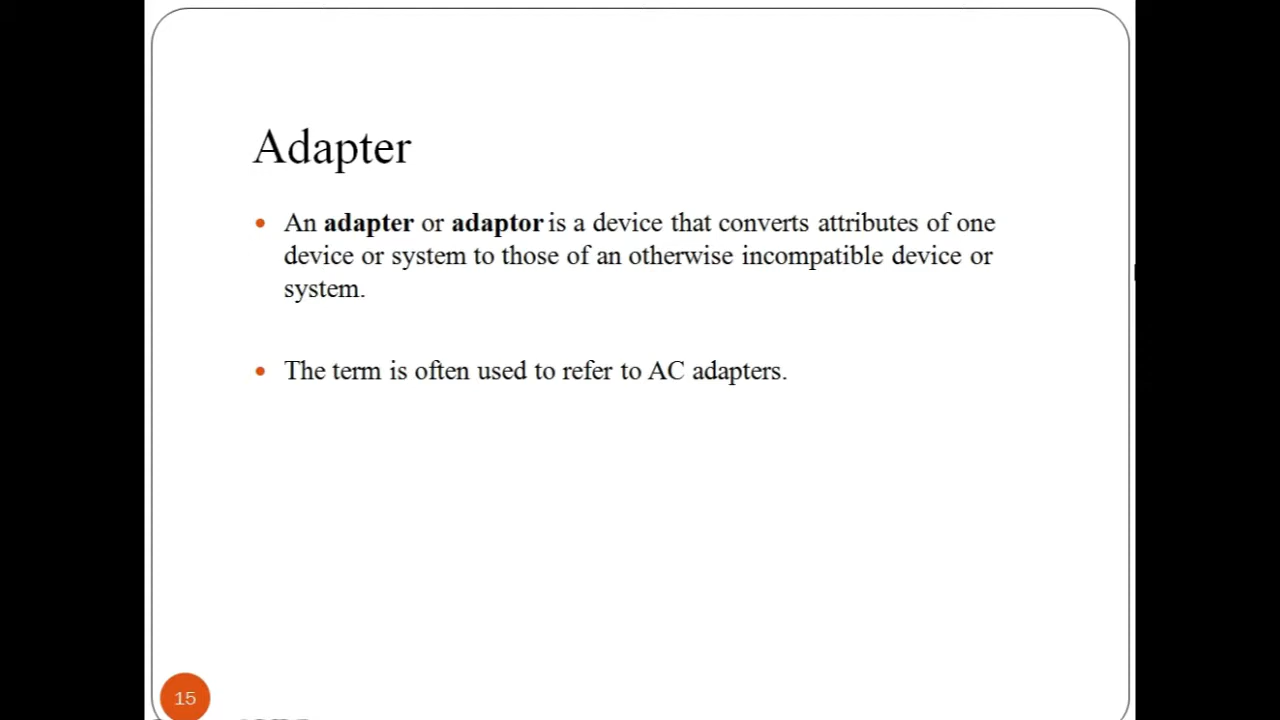 Adapter
• An adapter or adaptor is a device that converts attributes of one
device or system to those of an otherwise incompatible device or
system.
• The term is often used to refer to AC adapters.
15